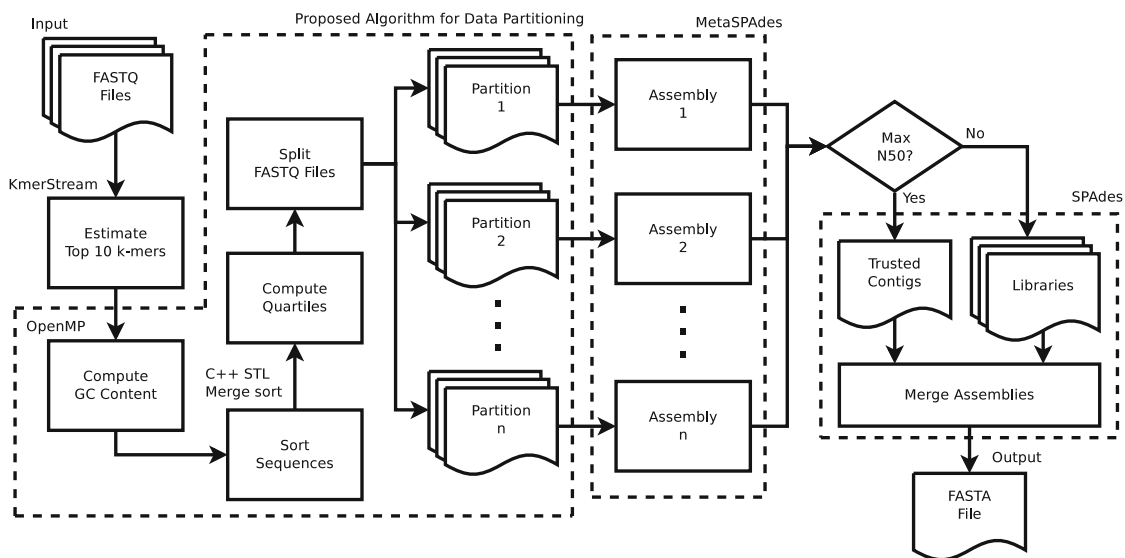 Input
FASTQ
Files
KmerStream
Estimate
Top 10 k-mers
OpenMP
Compute
GC Content
Proposed Algorithm for Data Partitioning
Split
FASTQ Files
Compute
Quartiles
C++ STL
Merge sort
Sort
Sequences
Partition
1
Partition
2
Partition
n
MetaSPAdes
Assembly
1
Assembly
2
Assembly
n
Max
N50?
No
Yes
SPAdes
Trusted
Contigs
Libraries
Merge Assemblies
Output
FASTA
File